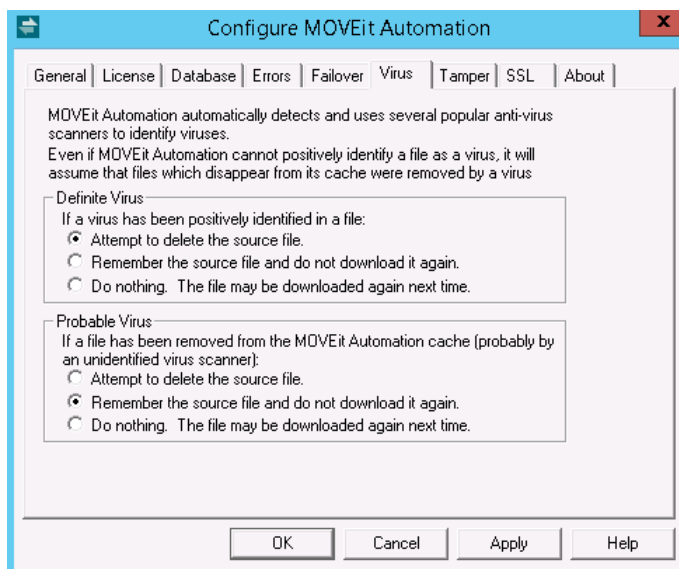 Configure MOVEit Automation
x
General License Database Errors Failover Virus Tamper SSL About
MOVEit Automation automatically detects and uses several popular anti-virus
scanners to identify viruses.
Even if MOVEit Automation cannot positively identify a file as a virus, it will
assume that files which disappear from its cache were removed by a virus
Definite Virus
If a virus has been positively identified in a file:
Attempt to delete the source file.
Remember the source file and do not download it again.
Do nothing. The file may be downloaded again next time.
Probable Virus
If a file has been removed from the MOVEit Automation cache (probably by
an unidentified virus scanner):
Attempt to delete the source file.
Remember the source file and do not download it again.
Do nothing. The file may be downloaded again next time.
OK Cancel Apply Help